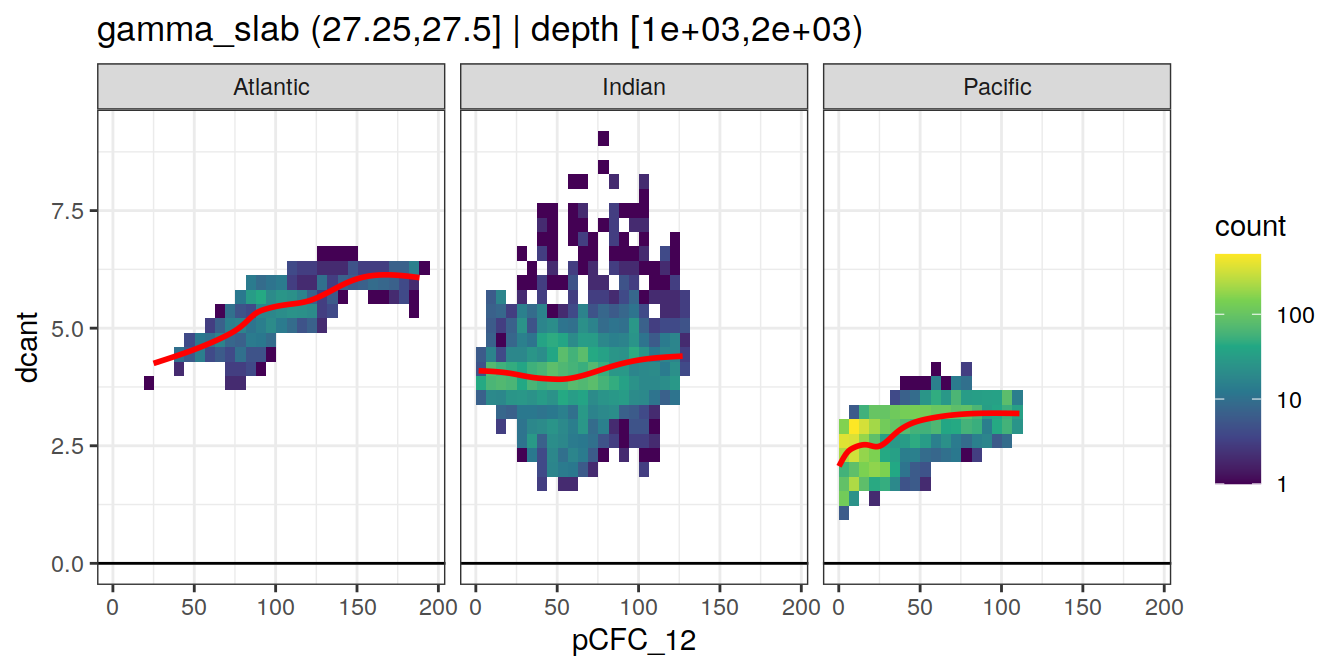 gamma_slab (27.25,27.5] | depth [1e+03,2e+03)
Atlantic
Indian
Pacific
dcant
7.5
5.0
2.5
0.0
0 50 100 150 200
0 50 100 150 200
0 50 100 150 200
pCFC_12
count
100
10
1